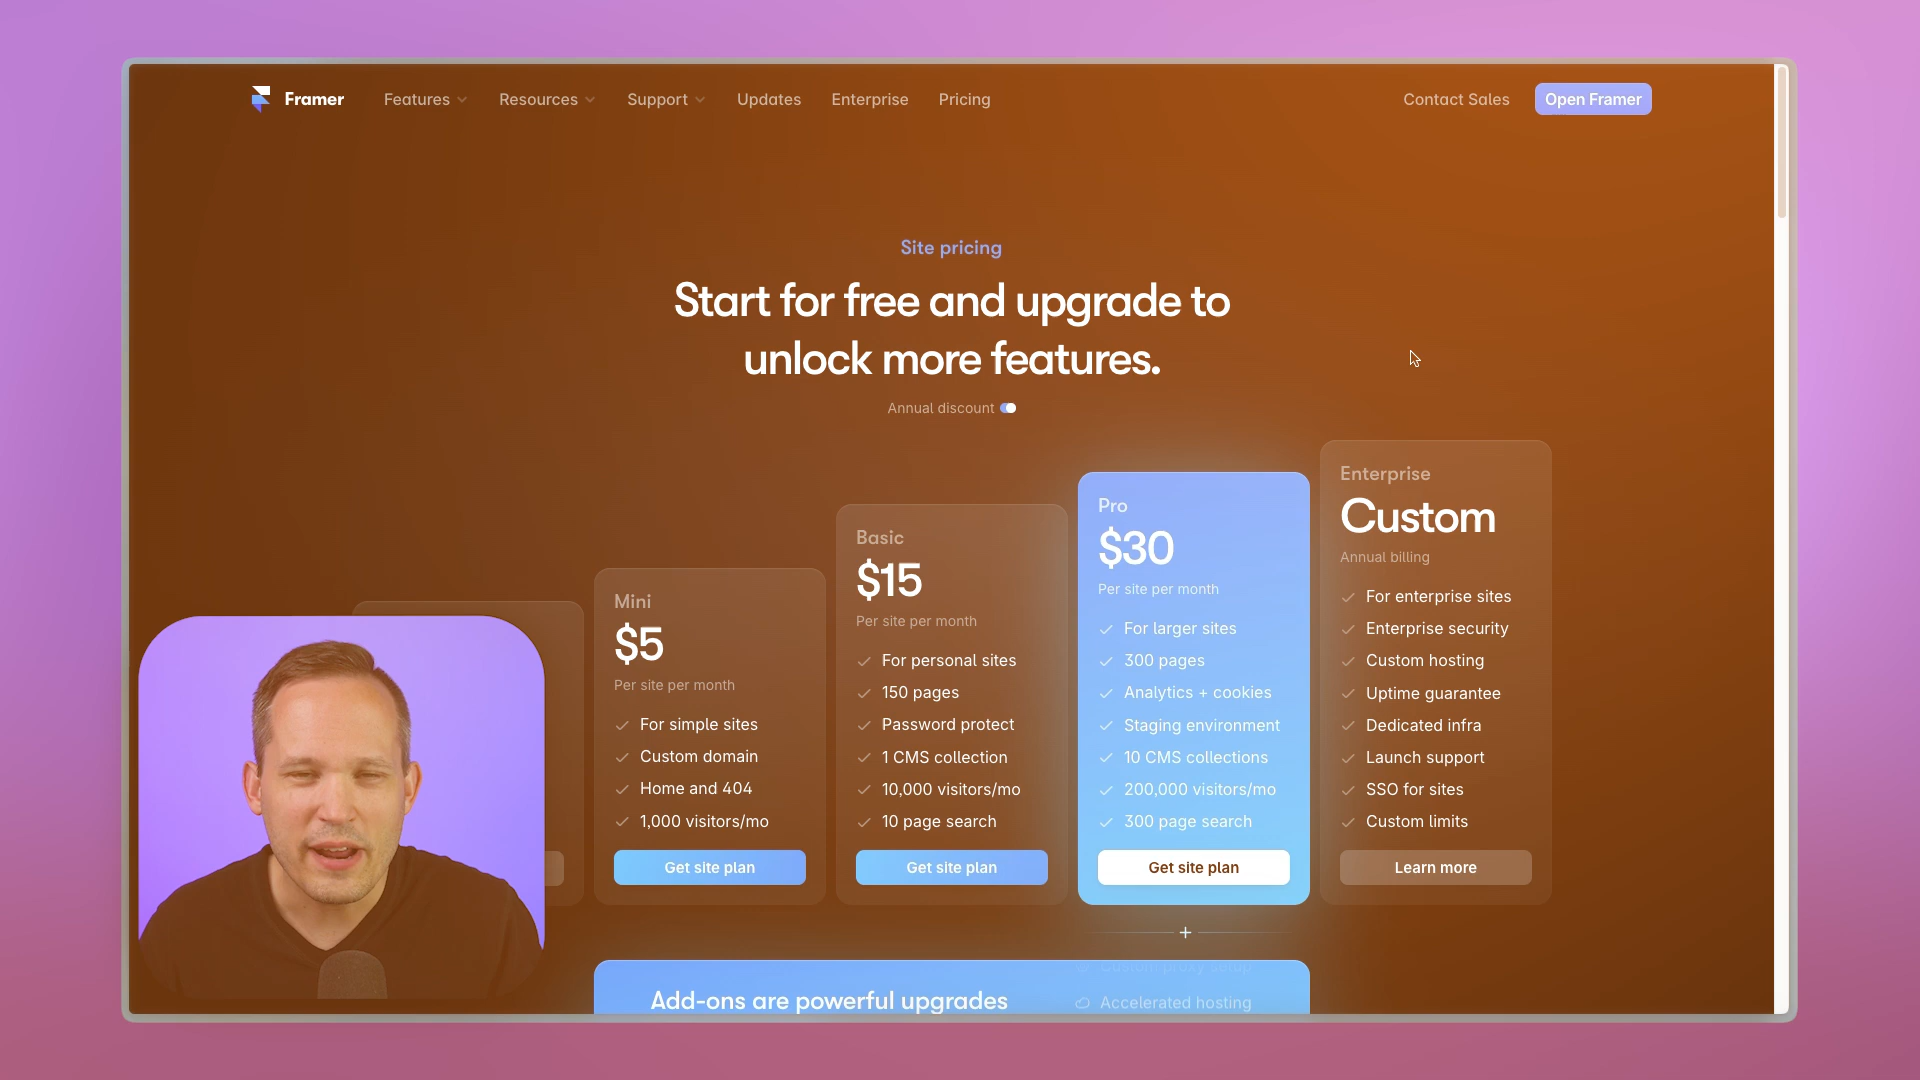 Framer
Features
Resources
Support
Updates
Enterprise
Pricing
Contact Sales
Open Framer
Site pricing
Start for free and upgrade to
unlock more features.
Annual discount
Mini
$5
Per site per month
For simple sites
Custom domain
Home and 404
1,000 visitors/mo
Get site plan
Basic
$15
Per site per month
For personal sites
150 pages
Password protect
1 CMS collection
10,000 visitors/mo
10 page search
Get site plan
Pro
$30
Per site per month
For larger sites
300 pages
Analytics + cookies
Staging environment
10 CMS collections
200,000 visitors/mo
300 page search
Get site plan
+
Enterprise
Custom
Annual billing
For enterprise sites
Enterprise security
Custom hosting
Uptime guarantee
Dedicated infra
Launch support
SSO for sites
Custom limits
Learn more
Add-ons are powerful upgrades
Custom proxy setup
Accelerated hosting